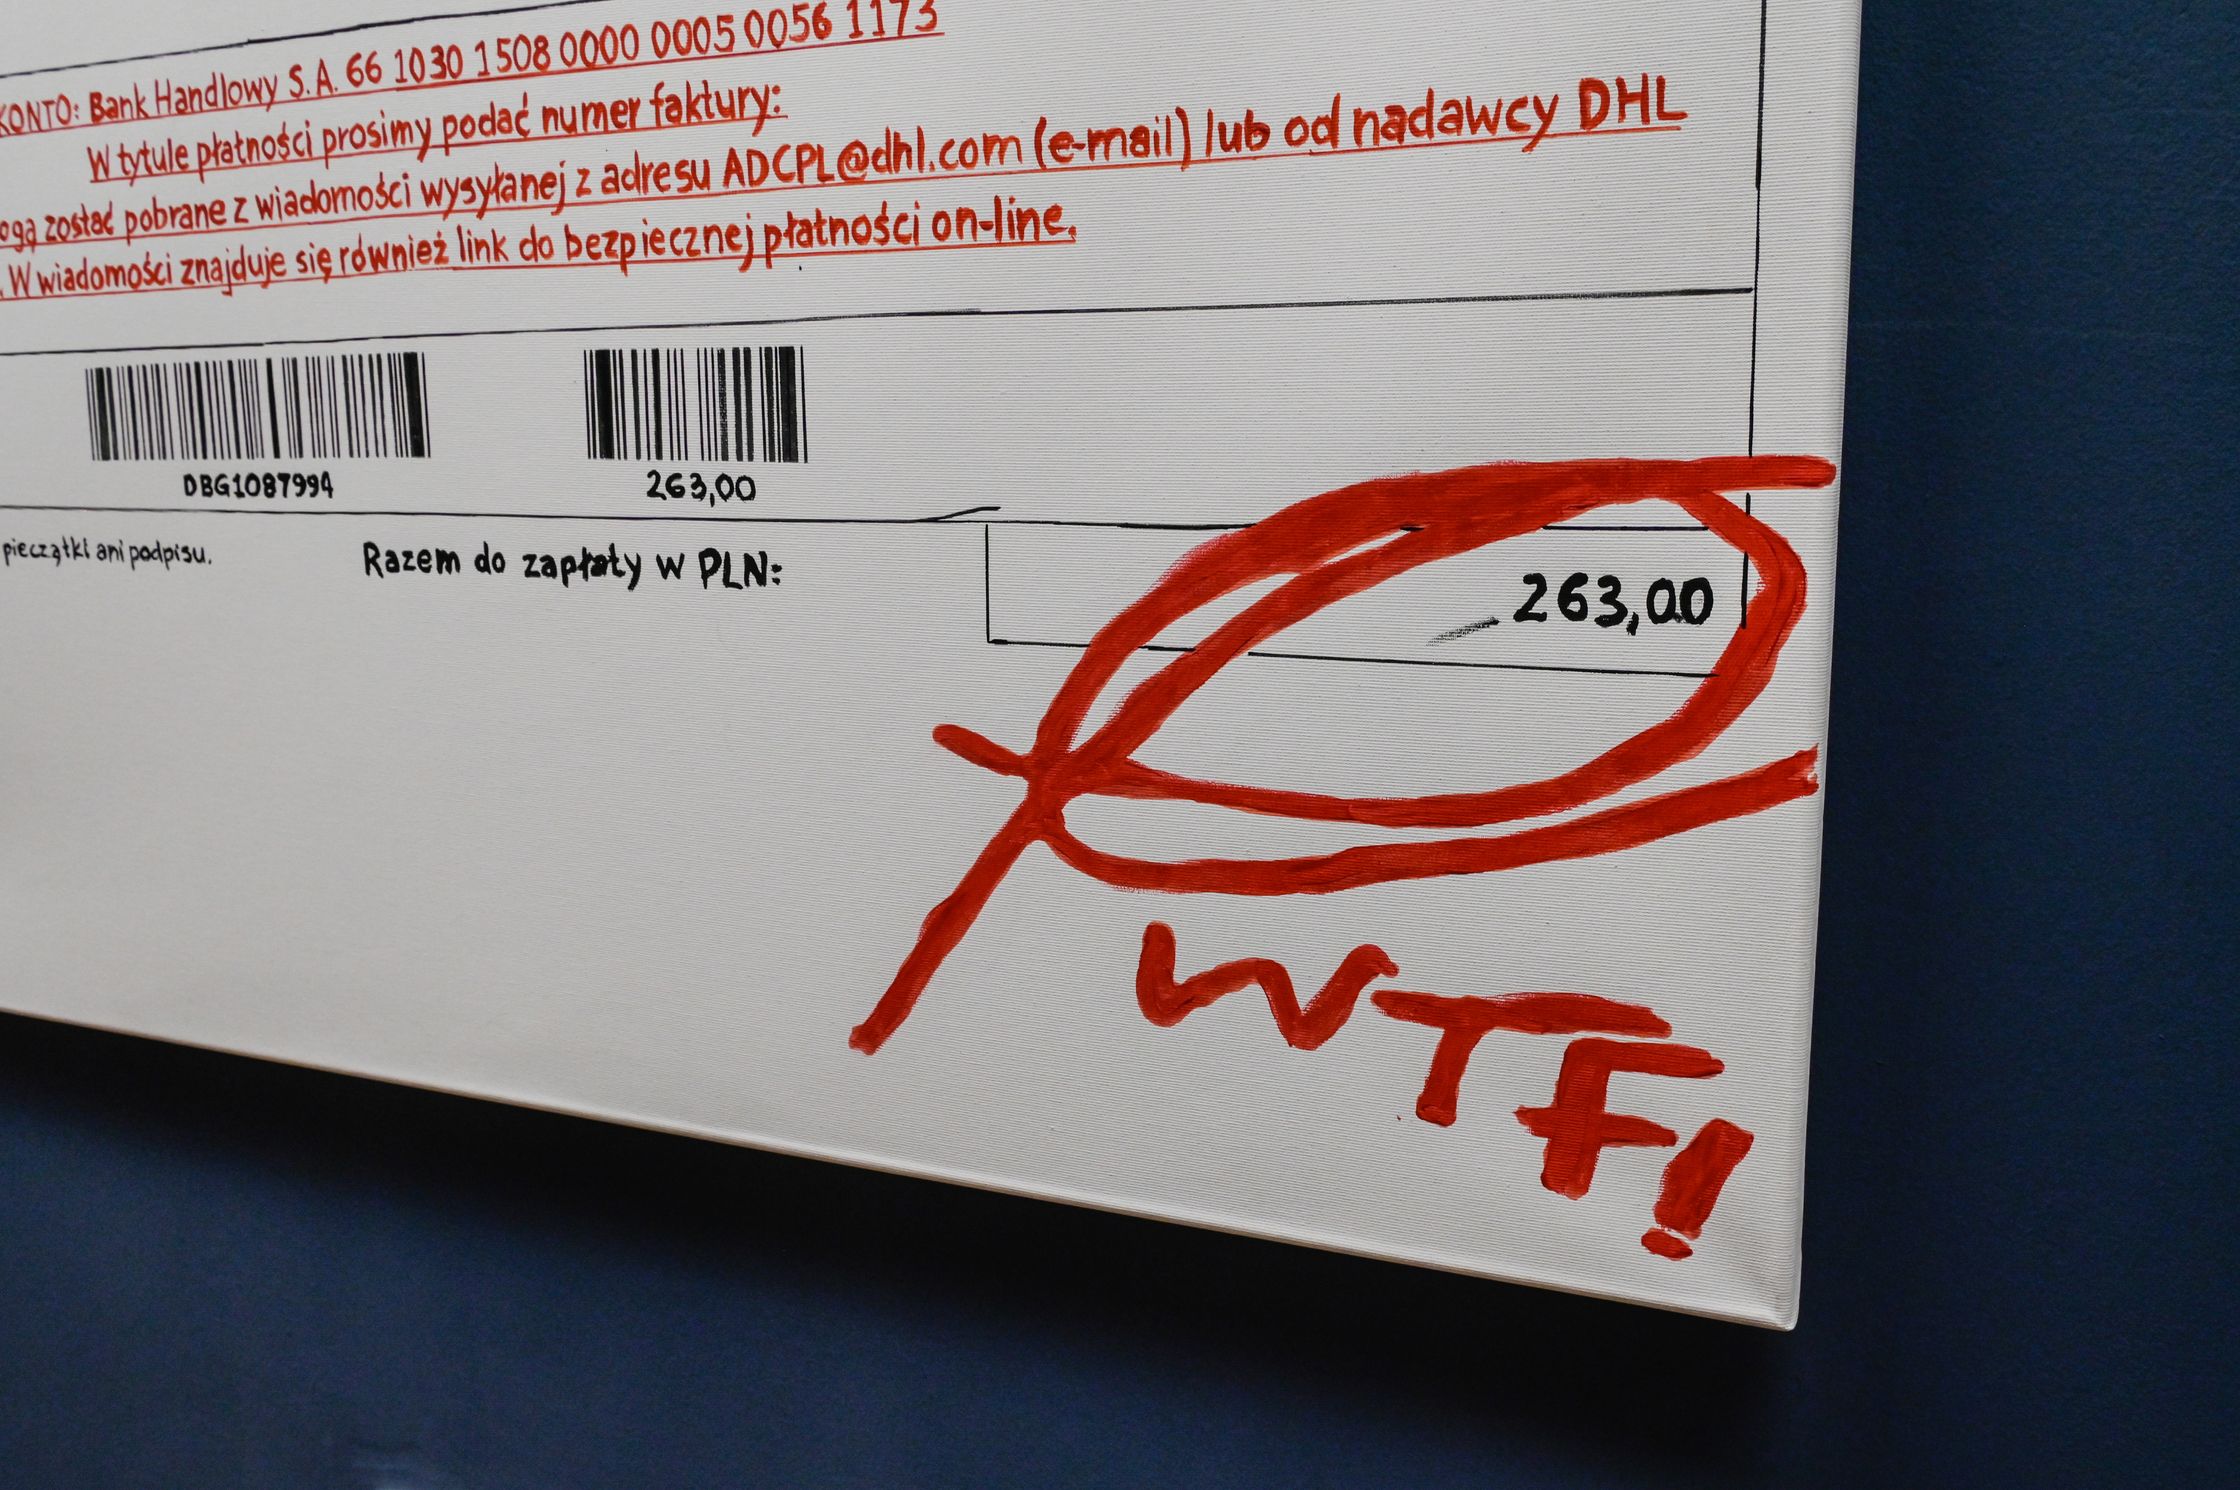 KONTO: Bank Handlowy S.A. 66 1030 1508 0000 0005 0056 1173
W tytule płatności prosimy podać numer faktury:
zostać pobrane z wiadomości wysyłanej z adresu ADCPL@dhl.com (e-mail) lub od nadawcy DHL
. W wiadomości znajduje się również link do bezpiecznej płatności on-line.
DBG1087994 263,00
pieczątki ani podpisu. Razem do zapłaty w PLN: 263,00
WTF!